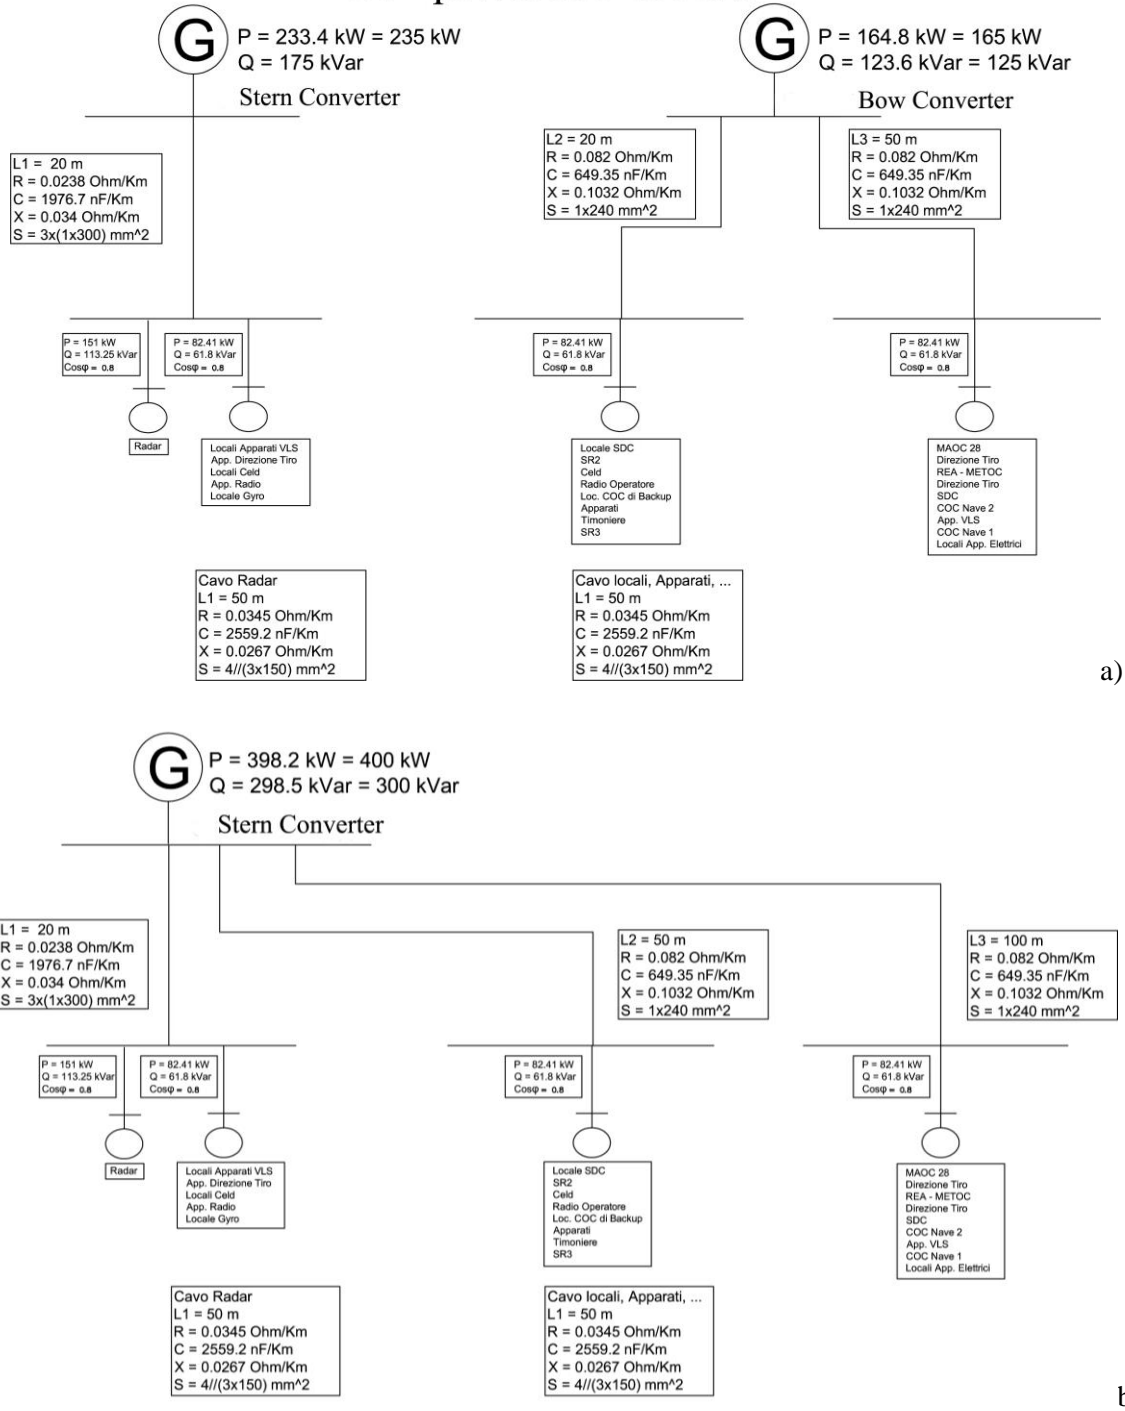 G
P = 233.4 kW = 235 kW
Q = 175 kVar
Stern Converter
G
P = 164.8 kW = 165 kW
Q = 123.6 kVar = 125 kVar
Bow Converter
L1 = 20 m
R = 0.0238 Ohm/Km
C = 1976.7 nF/Km
X = 0.034 Ohm/Km
S = 3x(1x300) mm^2
L2 = 20 m
R = 0.082 Ohm/Km
C = 649.35 nF/Km
X = 0.1032 Ohm/Km
S = 1x240 mm^2
L3 = 50 m
R = 0.082 Ohm/Km
C = 649.35 nF/Km
X = 0.1032 Ohm/Km
S = 1x240 mm^2
P = 151 kW
Q = 113.25 kVar
Cosφ = 0.8
P = 82.41 kW
Q = 61.8 kVar
Cosφ = 0.8
P = 82.41 kW
Q = 61.8 kVar
Cosφ = 0.8
P = 82.41 kW
Q = 61.8 kVar
Cosφ = 0.8
Radar
Locali Apparati VLS
App. Direzione Tiro
Locali Celd
App. Radio
Locale Gyro
Locale SDC
SR2
Celd
Radio Operatore
Loc. COC di Backup
Apparati
Timoniere
SR3
MAOC 28
Direzione Tiro
REA - METOC
Direzione Tiro
SDC
COC Nave 2
App. VLS
COC Nave 1
Locali App. Elettrici
Cavo Radar
L1 = 50 m
R = 0.0345 Ohm/Km
C = 2559.2 nF/Km
X = 0.0267 Ohm/Km
S = 4//(3x150) mm^2
Cavo locali, Apparati, ...
L1 = 50 m
R = 0.0345 Ohm/Km
C = 2559.2 nF/Km
X = 0.0267 Ohm/Km
S = 4//(3x150) mm^2
a)
G
P = 398.2 kW = 400 kW
Q = 298.5 kVar = 300 kVar
Stern Converter
L1 = 20 m
R = 0.0238 Ohm/Km
C = 1976.7 nF/Km
X = 0.034 Ohm/Km
S = 3x(1x300) mm^2
L2 = 50 m
R = 0.082 Ohm/Km
C = 649.35 nF/Km
X = 0.1032 Ohm/Km
S = 1x240 mm^2
L3 = 100 m
R = 0.082 Ohm/Km
C = 649.35 nF/Km
X = 0.1032 Ohm/Km
S = 1x240 mm^2
P = 151 kW
Q = 113.25 kVar
Cosφ = 0.8
P = 82.41 kW
Q = 61.8 kVar
Cosφ = 0.8
P = 82.41 kW
Q = 61.8 kVar
Cosφ = 0.8
P = 82.41 kW
Q = 61.8 kVar
Cosφ = 0.8
Radar
Locali Apparati VLS
App. Direzione Tiro
Locali Celd
App. Radio
Locale Gyro
Locale SDC
SR2
Celd
Radio Operatore
Loc. COC di Backup
Apparati
Timoniere
SR3
MAOC 28
Direzione Tiro
REA - METOC
Direzione Tiro
SDC
COC Nave 2
App. VLS
COC Nave 1
Locali App. Elettrici
Cavo Radar
L1 = 50 m
R = 0.0345 Ohm/Km
C = 2559.2 nF/Km
X = 0.0267 Ohm/Km
S = 4//(3x150) mm^2
Cavo locali, Apparati, ...
L1 = 50 m
R = 0.0345 Ohm/Km
C = 2559.2 nF/Km
X = 0.0267 Ohm/Km
S = 4//(3x150) mm^2
b